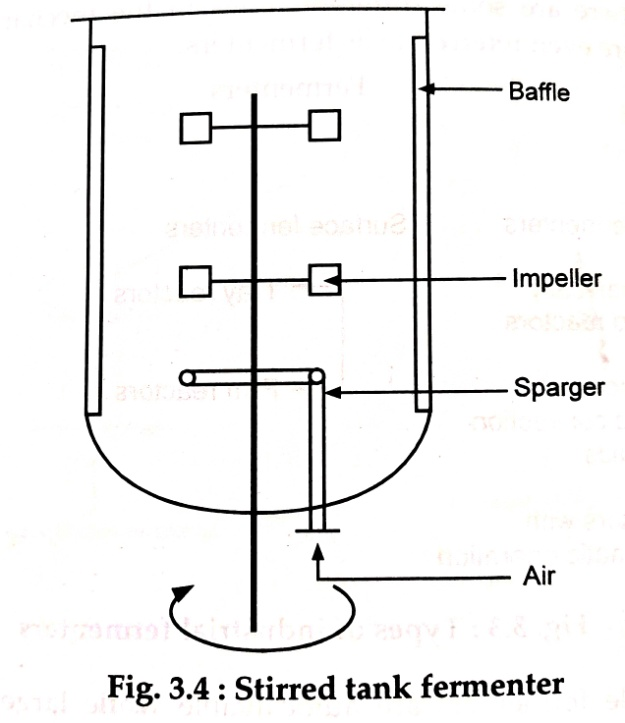 Baffle
Impeller
Sparger
Air
Fig. 3.4 : Stirred tank fermenter